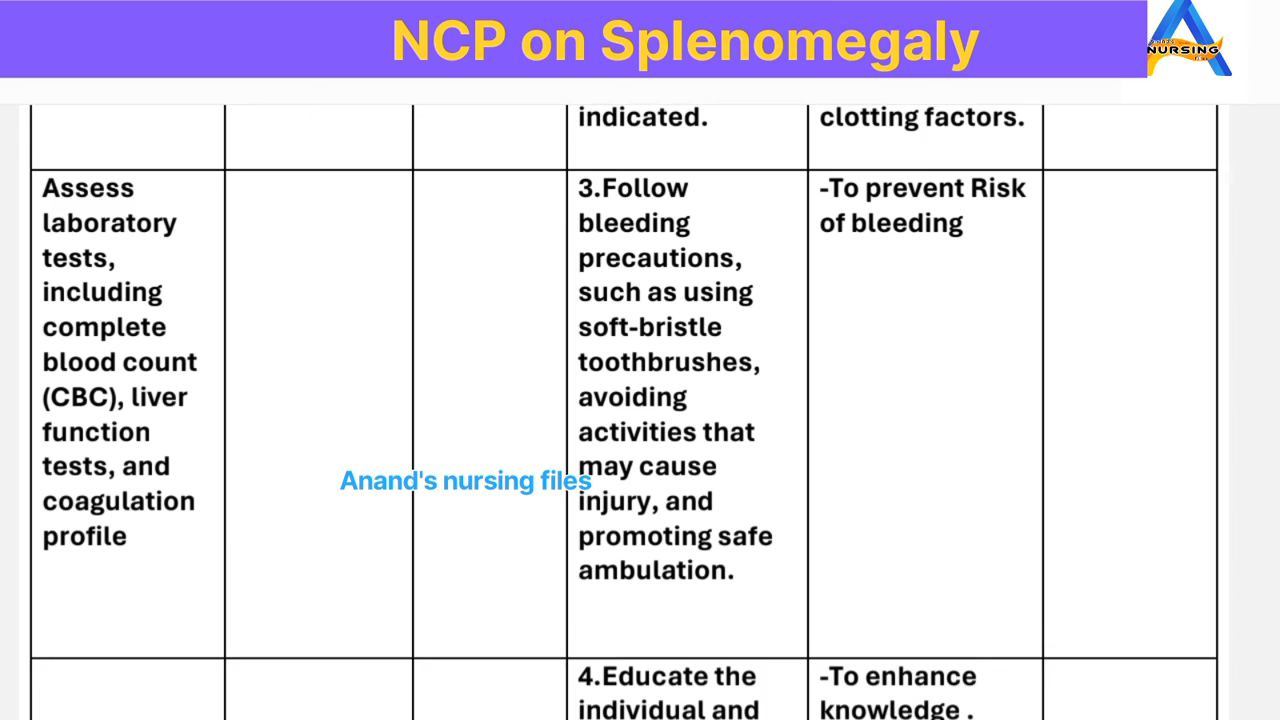 NCP on Splenomegaly
NURSING
indicated.
clotting factors.
Assess
laboratory
tests,
including
complete
blood count
(CBC), liver
function
tests, and
coagulation
profile
3.Follow
bleeding
precautions,
such as using
soft-bristle
toothbrushes,
avoiding
activities that
may cause
injury, and
promoting safe
ambulation.
-To prevent Risk
of bleeding
Anand's nursing files
4.Educate the
individual and
-To enhance
knowledge .